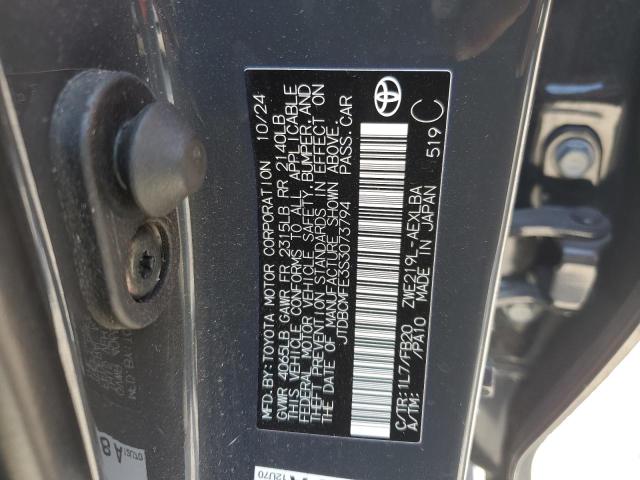 MFD.BY:TOYOTA MOTOR CORPORATION 10/24
GVWR 4065LB GAWR FR 2315LB RR 2140LB
THIS VEHICLE CONFORMS TO ALL APPLICABLE
FEDERAL MOTOR VEHICLE SAFETY, BUMPER, AND
THEFT PREVENTION STANDARDS IN EFFECT ON
THE DATE OF MANUFACTURE SHOWN ABOVE.
JTDBCMFE3S3073794 PASS.CAR
C/TR:1L7/FB20 ZWE219L-AEXLBA
A/TM: /PA10 MADE IN JAPAN 519 C
12U70
A8